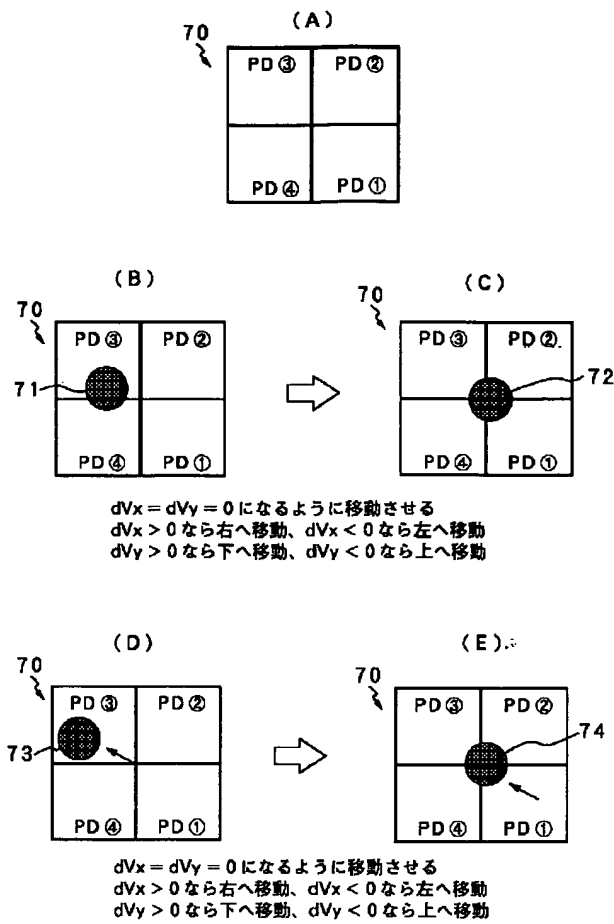 (A)
70
PD③ PD②
PD④ PD①
(B) (C)
70 70
PD③ PD② PD③ PD②
71 72
PD④ PD① PD④ PD①
dVx = dVy = 0 になるように移動させる
dVx > 0 なら右へ移動、dVx < 0 なら左へ移動
dVy > 0 なら下へ移動、dVy < 0 なら上へ移動
(D) (E)
70 70
PD③ PD② PD③ PD②
73 74
PD④ PD① PD④ PD①
dVx = dVy = 0 になるように移動させる
dVx > 0 なら右へ移動、dVx < 0 なら左へ移動
dVy > 0 なら下へ移動、dVy < 0 なら上へ移動